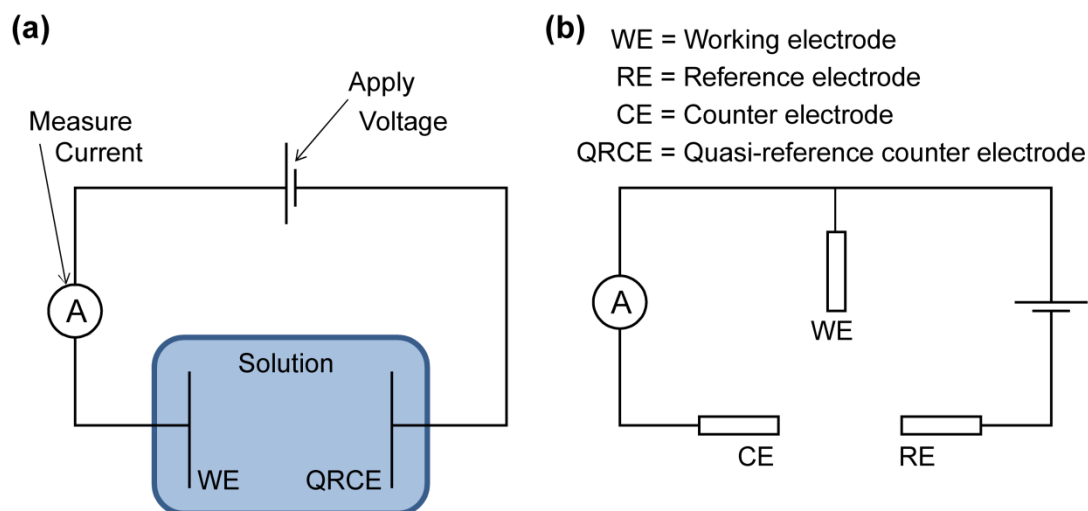 (a)
Apply
Voltage
Measure
Current
A
Solution
WE
QRCE
(b)
WE = Working electrode
RE = Reference electrode
CE = Counter electrode
QRCE = Quasi-reference counter electrode
A
WE
CE
RE